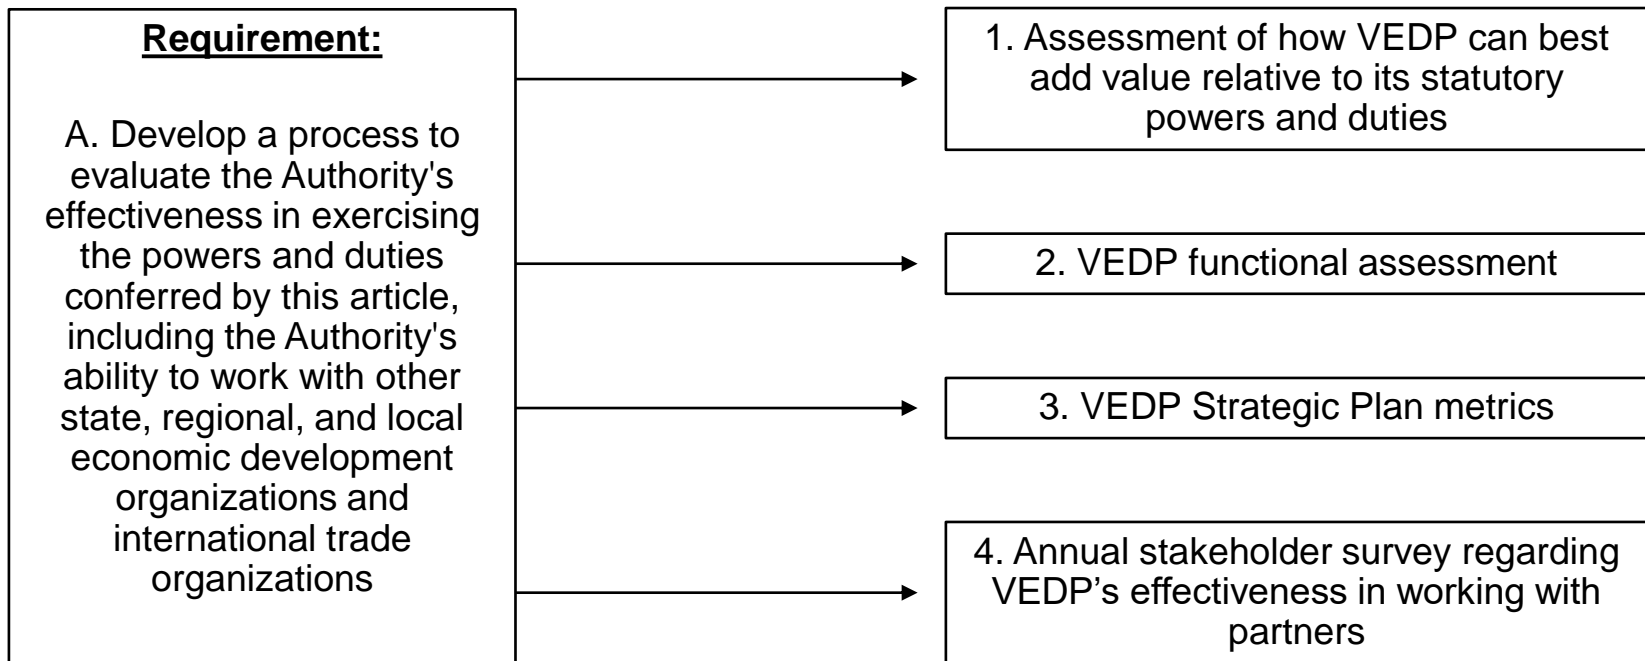 Requirement:
A. Develop a process to
evaluate the Authority's
effectiveness in exercising
the powers and duties
conferred by this article,
including the Authority's
ability to work with other
state, regional, and local
economic development
organizations and
international trade
organizations
1. Assessment of how VEDP can best
add value relative to its statutory
powers and duties
2. VEDP functional assessment
3. VEDP Strategic Plan metrics
4. Annual stakeholder survey regarding
VEDP’s effectiveness in working with
partners